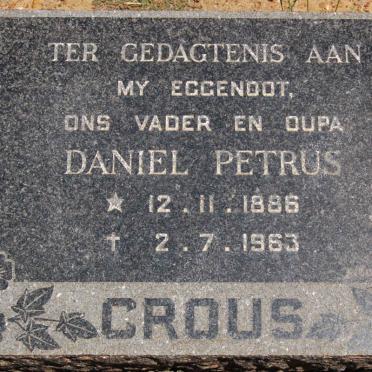 TER GEDAGTENIS AAN
MY EGGENOOT,
ONS VADER EN OUPA
DANIEL PETRUS
★ 12.11.1886
† 2.7.1963
CROUS